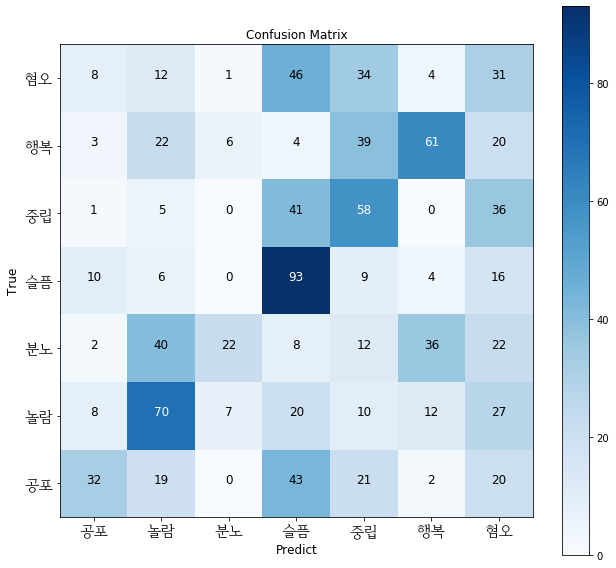 Confusion Matrix
혐오 8 12 1 46 34 4 31
행복 3 22 6 4 39 61 20
중립 1 5 0 41 58 0 36
슬픔 10 6 0 93 9 4 16
분노 2 40 22 8 12 36 22
놀람 8 70 7 20 10 12 27
공포 32 19 0 43 21 2 20
공포 놀람 분노 슬픔 중립 행복 혐오
Predict
True
80
60
40
20
0